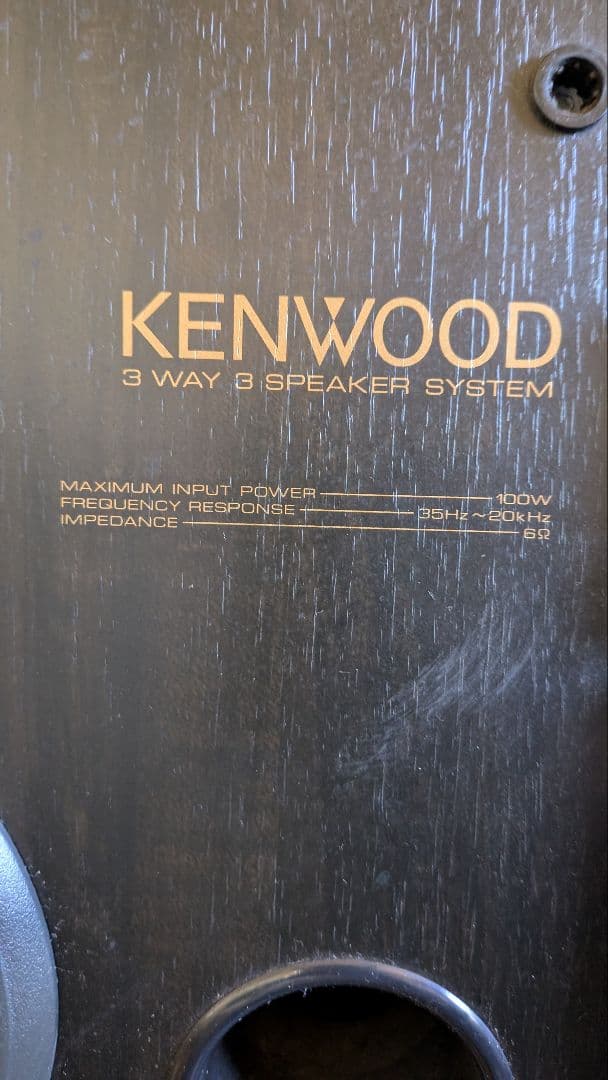 KENWOOD
3 WAY 3 SPEAKER SYSTEM
MAXIMUM INPUT POWER 100W
FREQUENCY RESPONSE 35Hz~20kHz
IMPEDANCE 6Ω